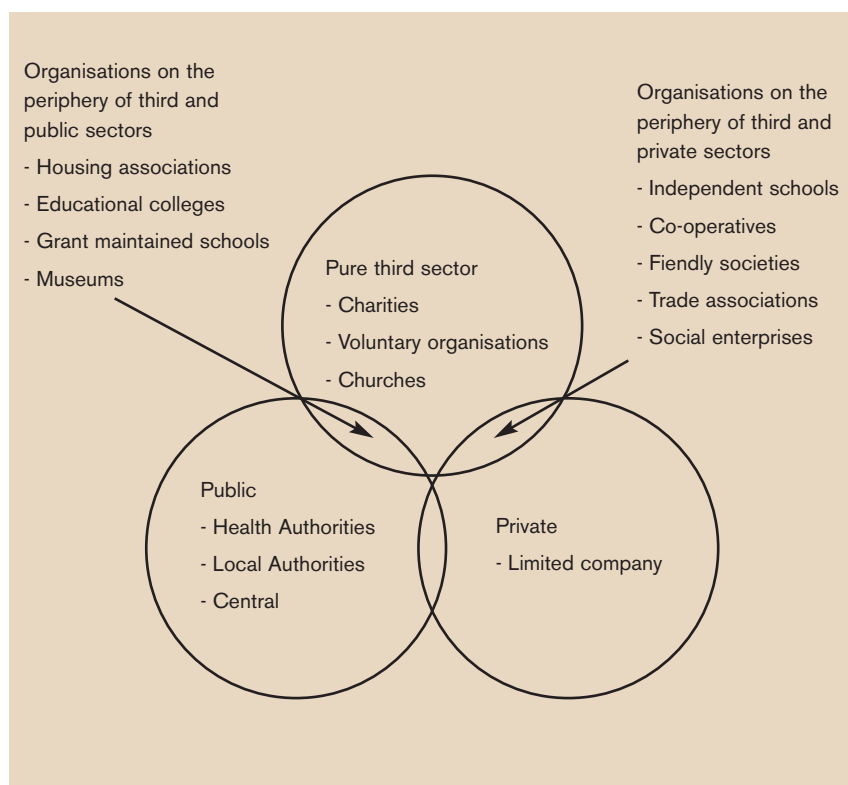 Organisations on the
periphery of third and
public sectors
- Housing associations
- Educational colleges
- Grant maintained schools
- Museums
Organisations on the
periphery of third and
private sectors
- Independent schools
- Co-operatives
- Fiendly societies
- Trade associations
- Social enterprises
Pure third sector
- Charities
- Voluntary organisations
- Churches
Public
- Health Authorities
- Local Authorities
- Central
Private
- Limited company